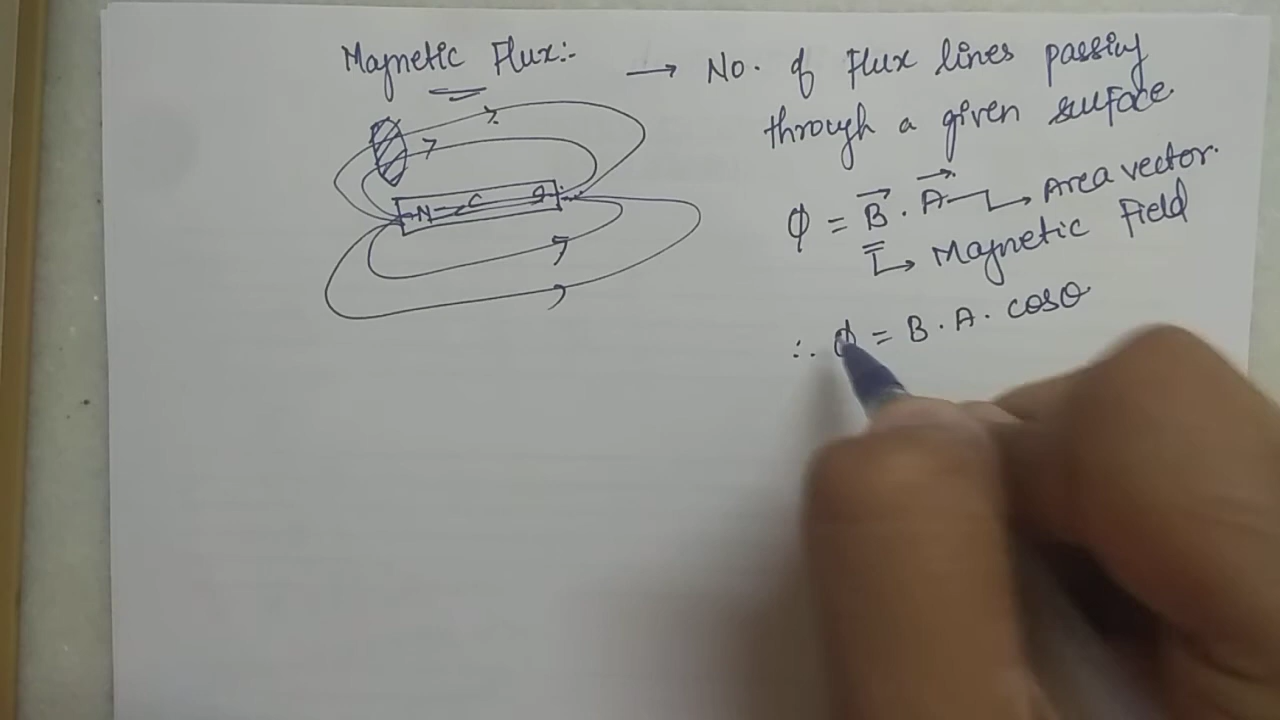 Magnetic Flux:- → No. of Flux lines passing
through a given surface
N S
ϕ = B⃗ . A⃗ → Area vector.
→ Magnetic Field
∴ ϕ = B . A . cosθ